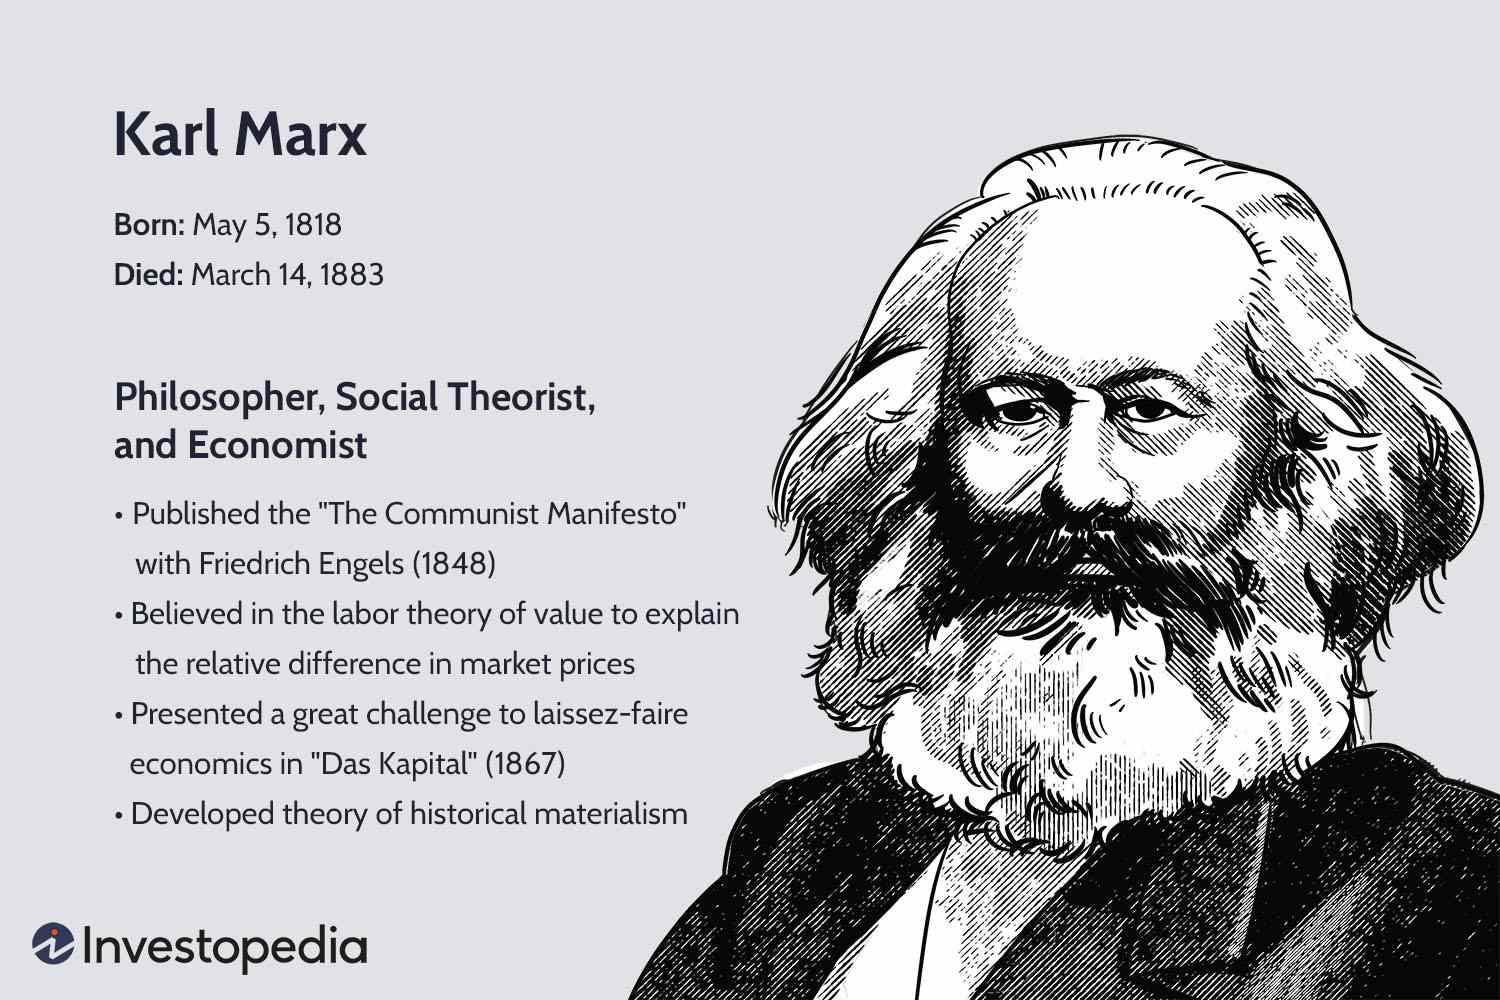 Karl Marx
Born: May 5, 1818
Died: March 14, 1883
Philosopher, Social Theorist,
and Economist
• Published the "The Communist Manifesto"
with Friedrich Engels (1848)
• Believed in the labor theory of value to explain
the relative difference in market prices
• Presented a great challenge to laissez-faire
economics in "Das Kapital" (1867)
• Developed theory of historical materialism
Investopedia